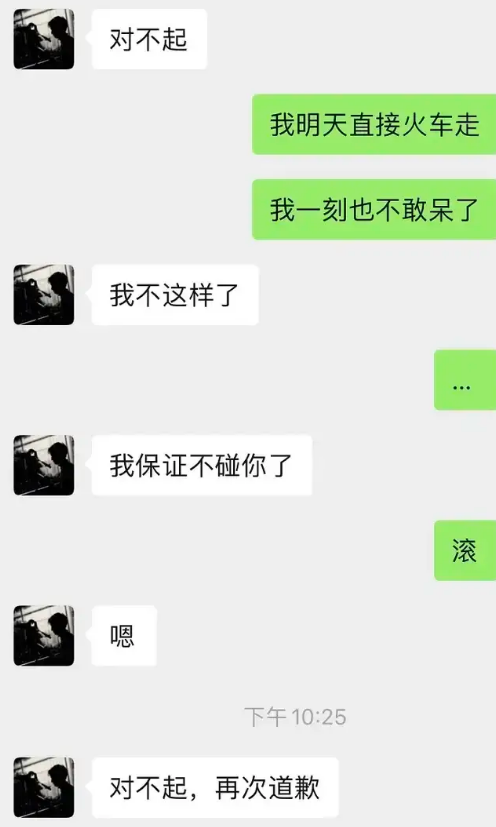 对不起
我明天直接火车走
我一刻也不敢呆了
我不这样了
...
我保证不碰你了
滚
嗯
下午10:25
对不起，再次道歉